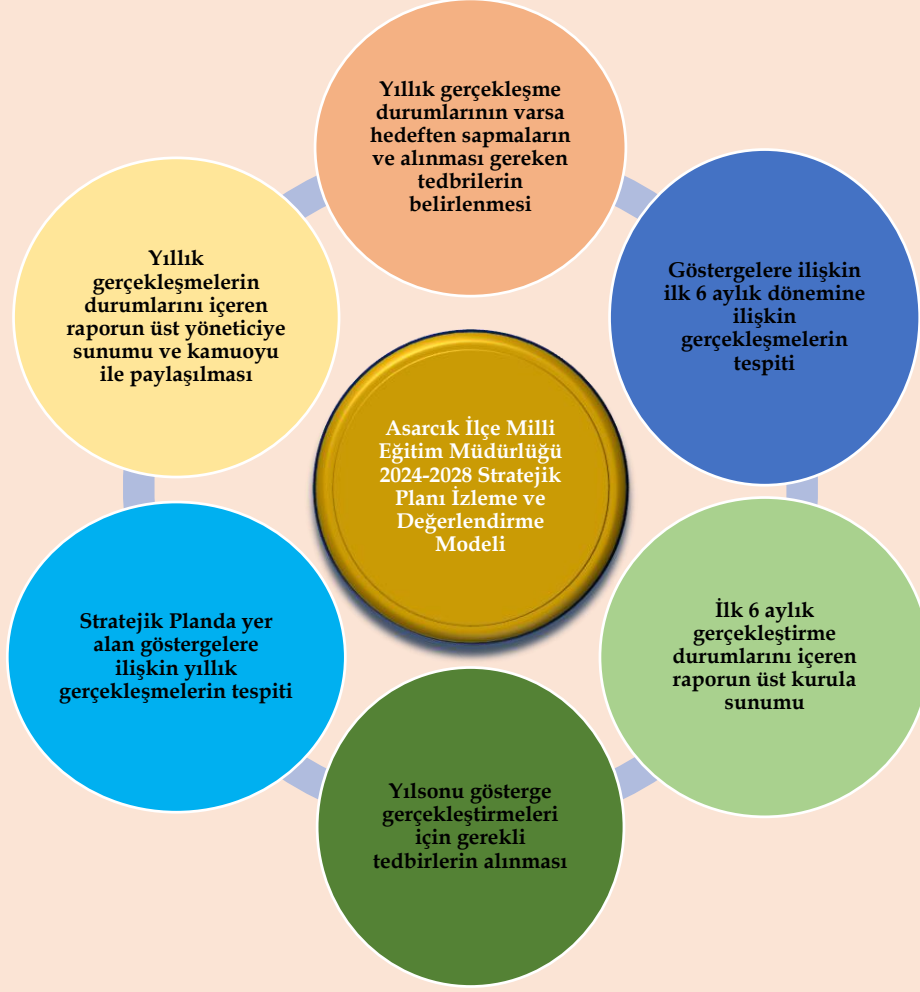 Yıllık gerçekleşme
durumlarının varsa
hedeften sapmaların
ve alınması gereken
tedbrilerin
belirlenmesi
Göstergelere ilişkin
ilk 6 aylık dönemine
ilişkin
gerçekleşmelerin
tespiti
İlk 6 aylık
gerçekleştirme
durumlarını içeren
raporun üst kurula
sunumu
Yılsonu gösterge
gerçekleştirmeleri
için gerekli
tedbirlerin alınması
Stratejik Planda yer
alan göstergelere
ilişkin yıllık
gerçekleşmelerin tespiti
Yıllık
gerçekleşmelerin
durumlarını içeren
raporun üst yöneticiye
sunumu ve kamuoyu
ile paylaşılması
Asarcık İlçe Milli
Eğitim Müdürlüğü
2024-2028 Stratejik
Planı İzleme ve
Değerlendirme
Modeli